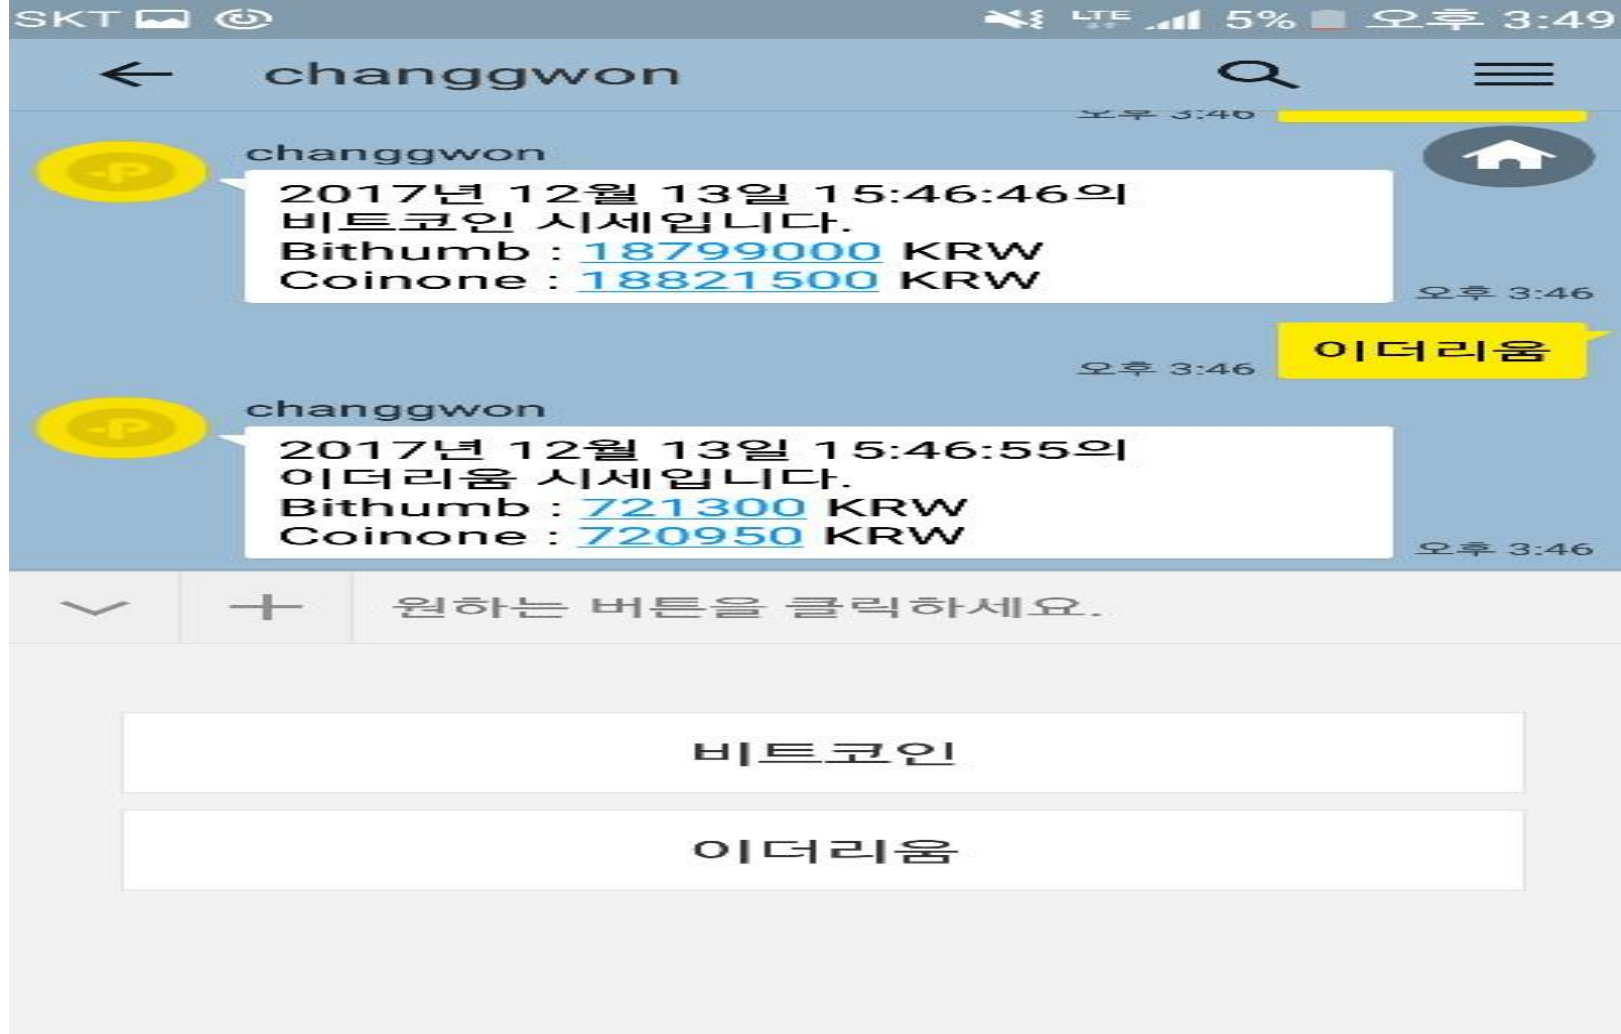 SKT LTE 5% 오후 3:49
changgwon
오후 3:46
changgwon
2017년 12월 13일 15:46:46의
비트코인 시세입니다.
Bithumb : 18799000 KRW
Coinone : 18821500 KRW
오후 3:46
이더리움
오후 3:46
changgwon
2017년 12월 13일 15:46:55의
이더리움 시세입니다.
Bithumb : 721300 KRW
Coinone : 720950 KRW
오후 3:46
원하는 버튼을 클릭하세요.
비트코인
이더리움